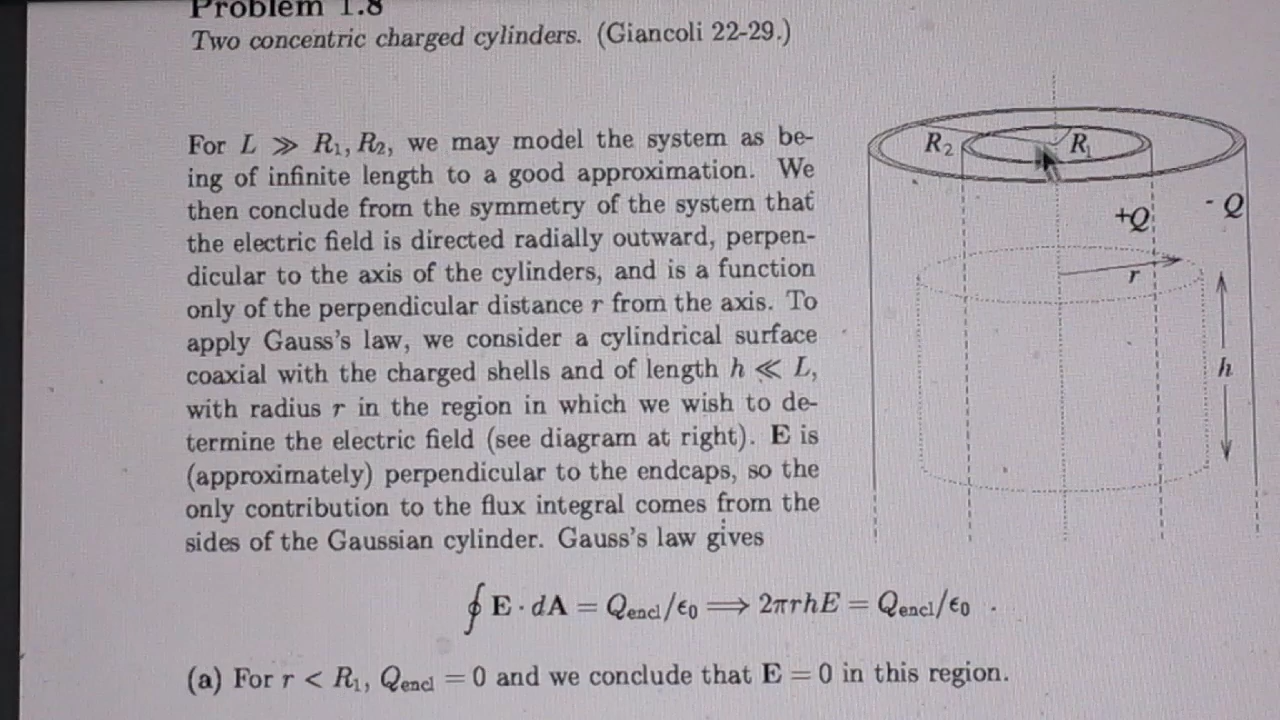 Problem 1.8
Two concentric charged cylinders. (Giancoli 22-29.)
For L ≫ R₁, R₂, we may model the system as be-
ing of infinite length to a good approximation. We
then conclude from the symmetry of the system that
the electric field is directed radially outward, perpen-
dicular to the axis of the cylinders, and is a function
only of the perpendicular distance r from the axis. To
apply Gauss's law, we consider a cylindrical surface
coaxial with the charged shells and of length h ≪ L,
with radius r in the region in which we wish to de-
termine the electric field (see diagram at right). E is
(approximately) perpendicular to the endcaps, so the
only contribution to the flux integral comes from the
sides of the Gaussian cylinder. Gauss's law gives
R₂
R₁
+Q
- Q
r
h
∮ E · dA = Qencl/ϵ₀ ⟹ 2πrhE = Qencl/ϵ₀ .
(a) For r < R₁, Qencl = 0 and we conclude that E = 0 in this region.